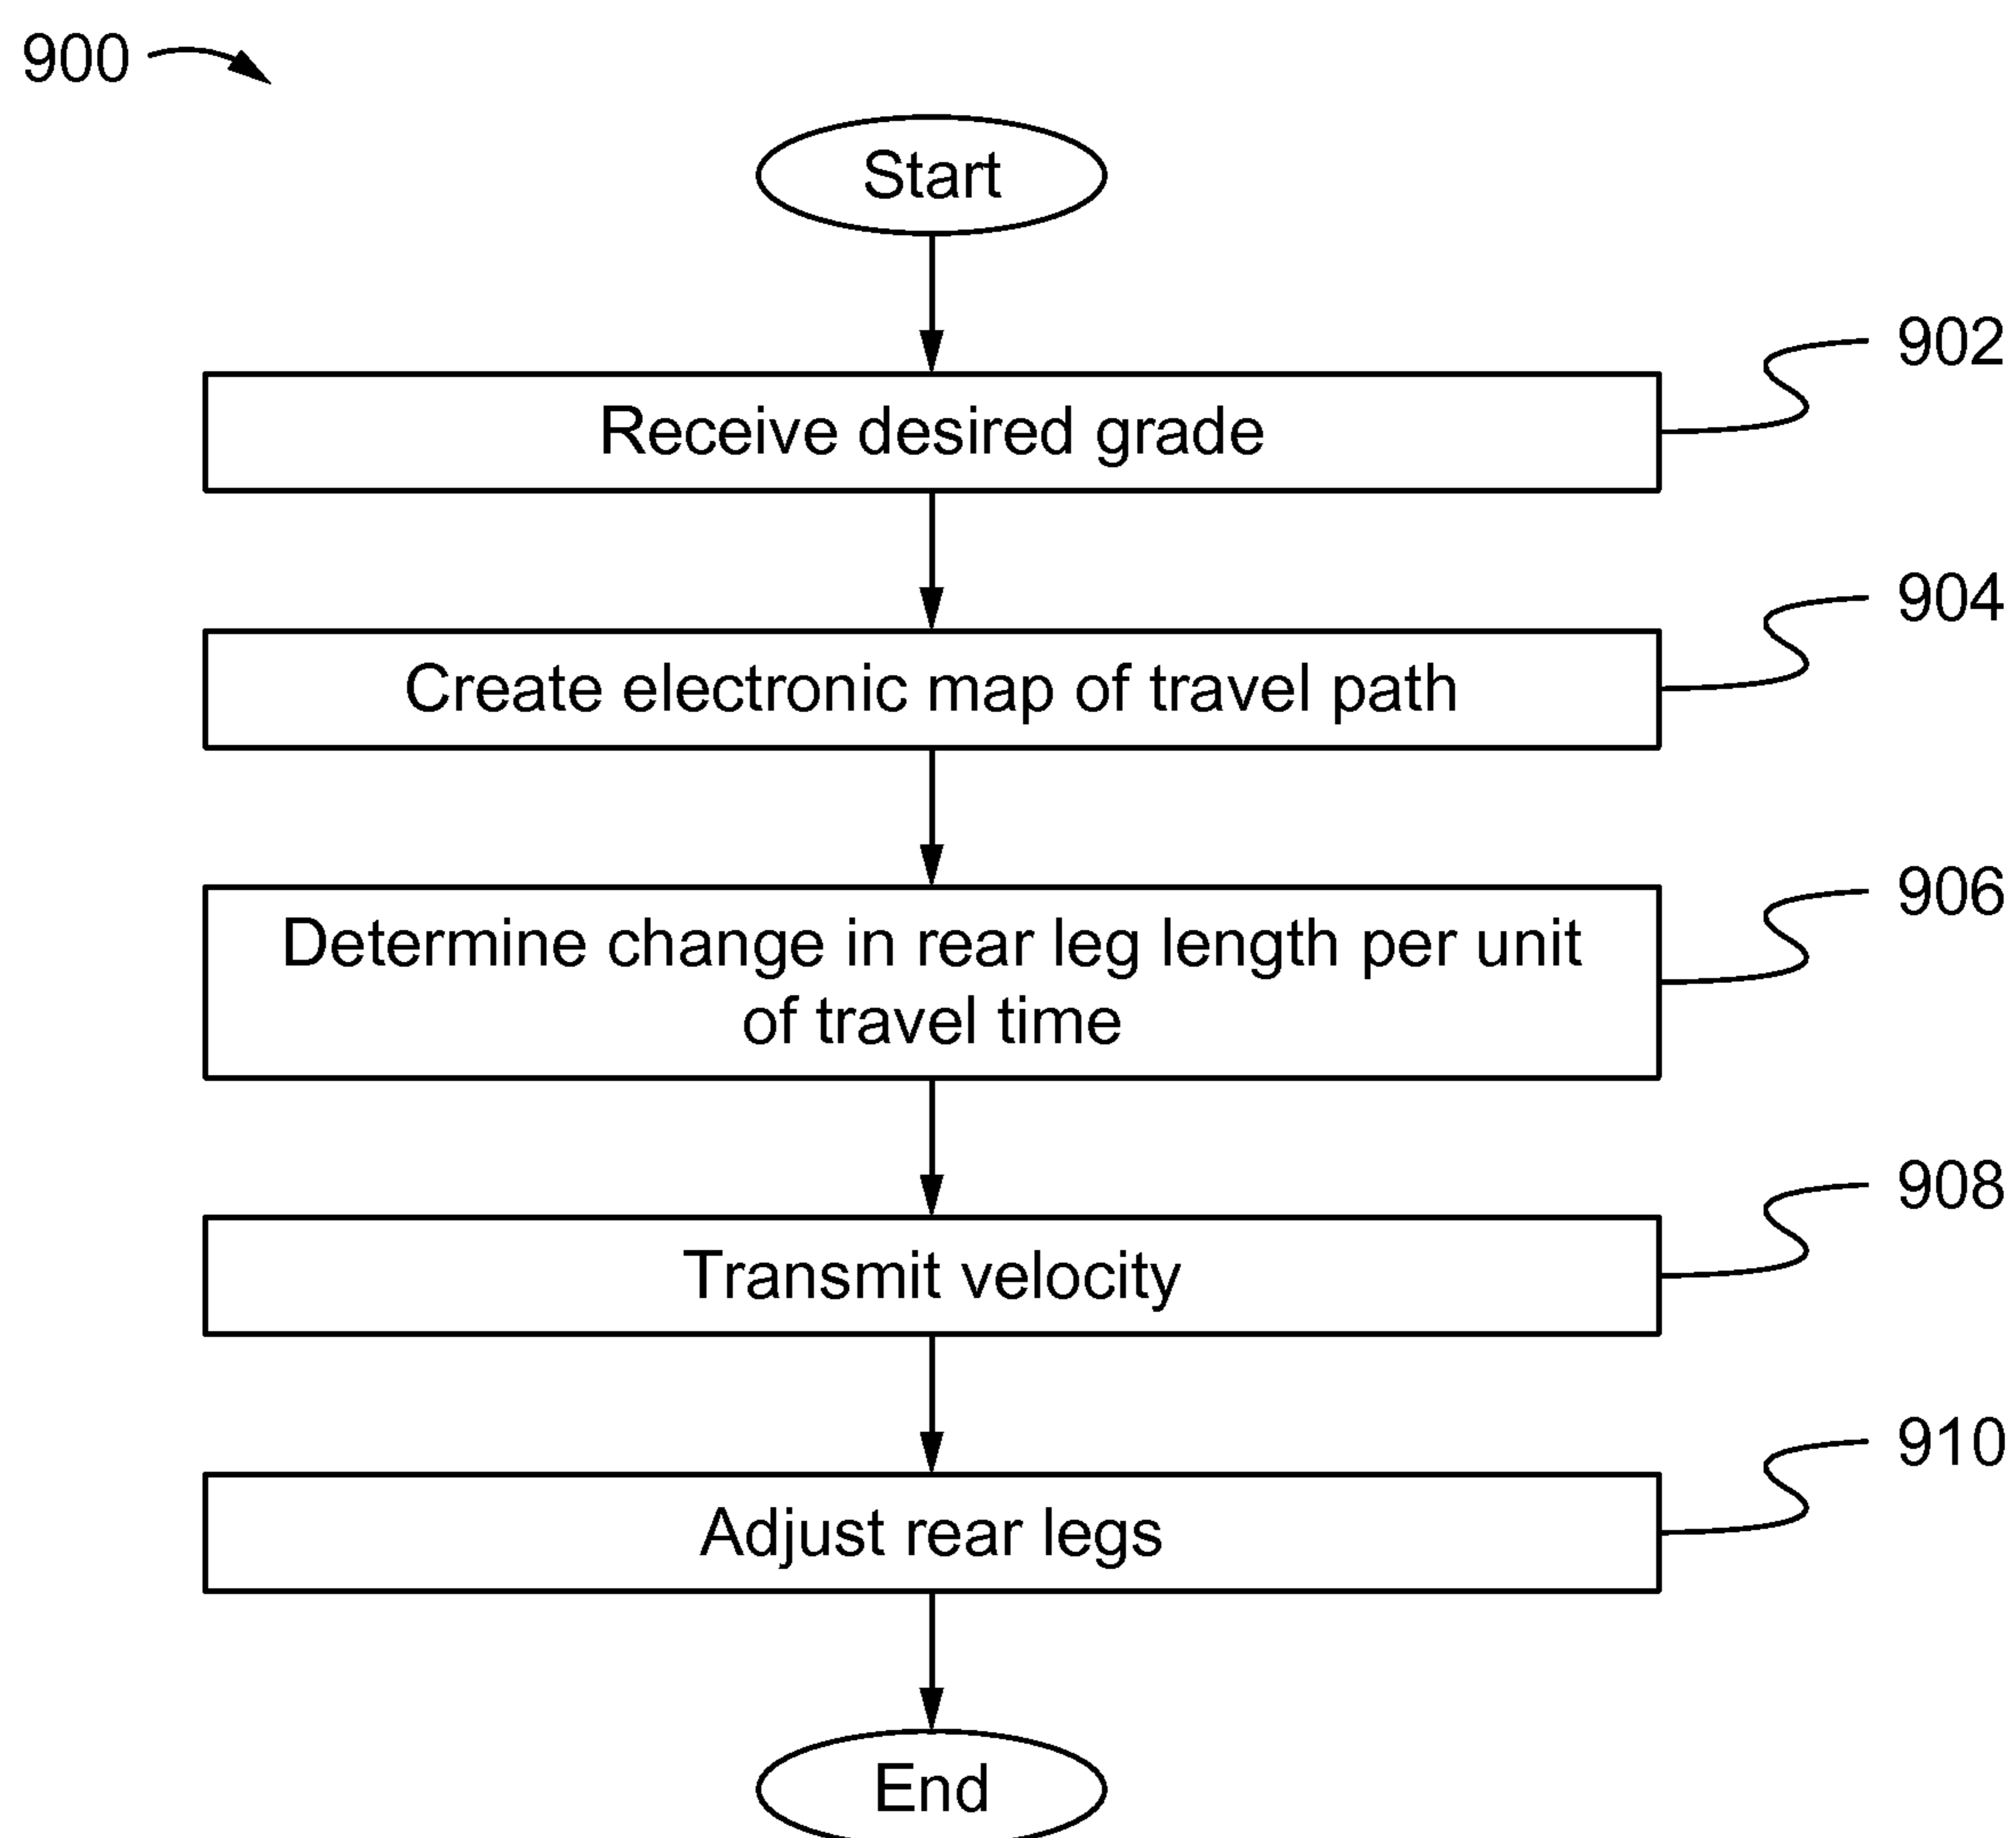 900
Start
902
Receive desired grade
904
Create electronic map of travel path
906
Determine change in rear leg length per unit
of travel time
908
Transmit velocity
910
Adjust rear legs
End